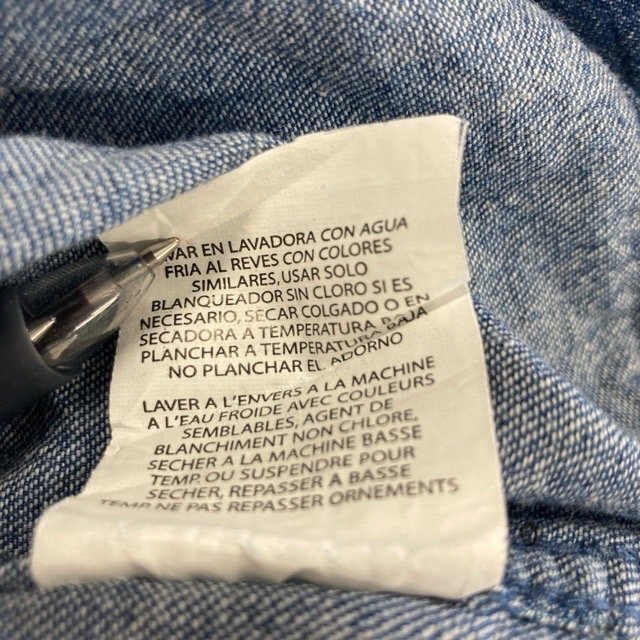 EN LAVADORA CON AGUA
FRIA AL REVES CON COLORES
SIMILARES, USAR SOLO
BLANQUEADOR SIN CLORO SI ES
NECESARIO, SECAR COLGADO O EN
SECADORA A TEMPERATURA BAJA
PLANCHAR A TEMPERATURA BAJA
NO PLANCHAR EL ADORNO
LAVER A L'ENVERS A LA MACHINE
A L'EAU FROIDE AVEC COULEURS
SEMBLABLES, AGENT DE
BLANCHIMENT NON CHLORE,
SECHER A LA MACHINE BASSE
TEMP. OU SUSPENDRE POUR
SECHER, REPASSER A BASSE
TEMP. NE PAS REPASSER ORNEMENTS